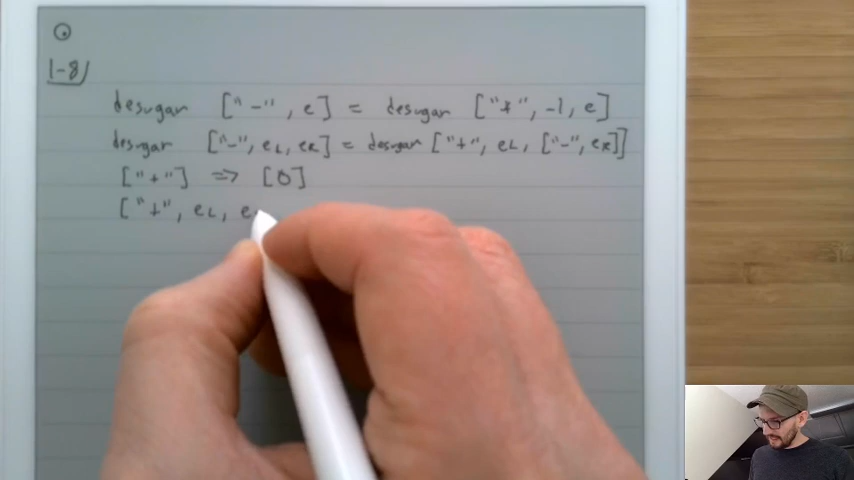 1-8/
desugar ["-", e] = desugar ["*", -1, e]
desugar ["-", eL, eR] = desugar ["+", eL, ["-", eR]]
["+"] => [0]
["+", eL, e